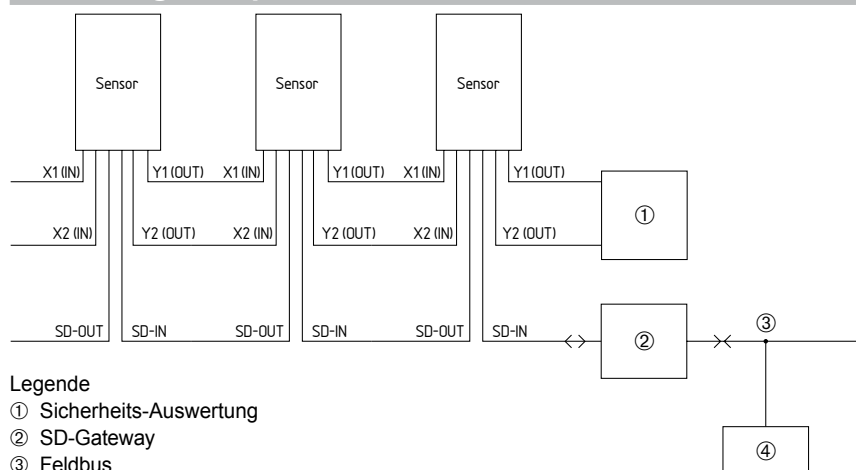 Sensor Sensor Sensor
X1 (IN) Y1 (OUT) X1 (IN) Y1 (OUT) X1 (IN) Y1 (OUT)
①
X2 (IN) Y2 (OUT) X2 (IN) Y2 (OUT) X2 (IN) Y2 (OUT)
③
SD-OUT SD-IN SD-OUT SD-IN SD-OUT SD-IN
②
Legende
① Sicherheits-Auswertung
② SD-Gateway
③ Feldbus
④